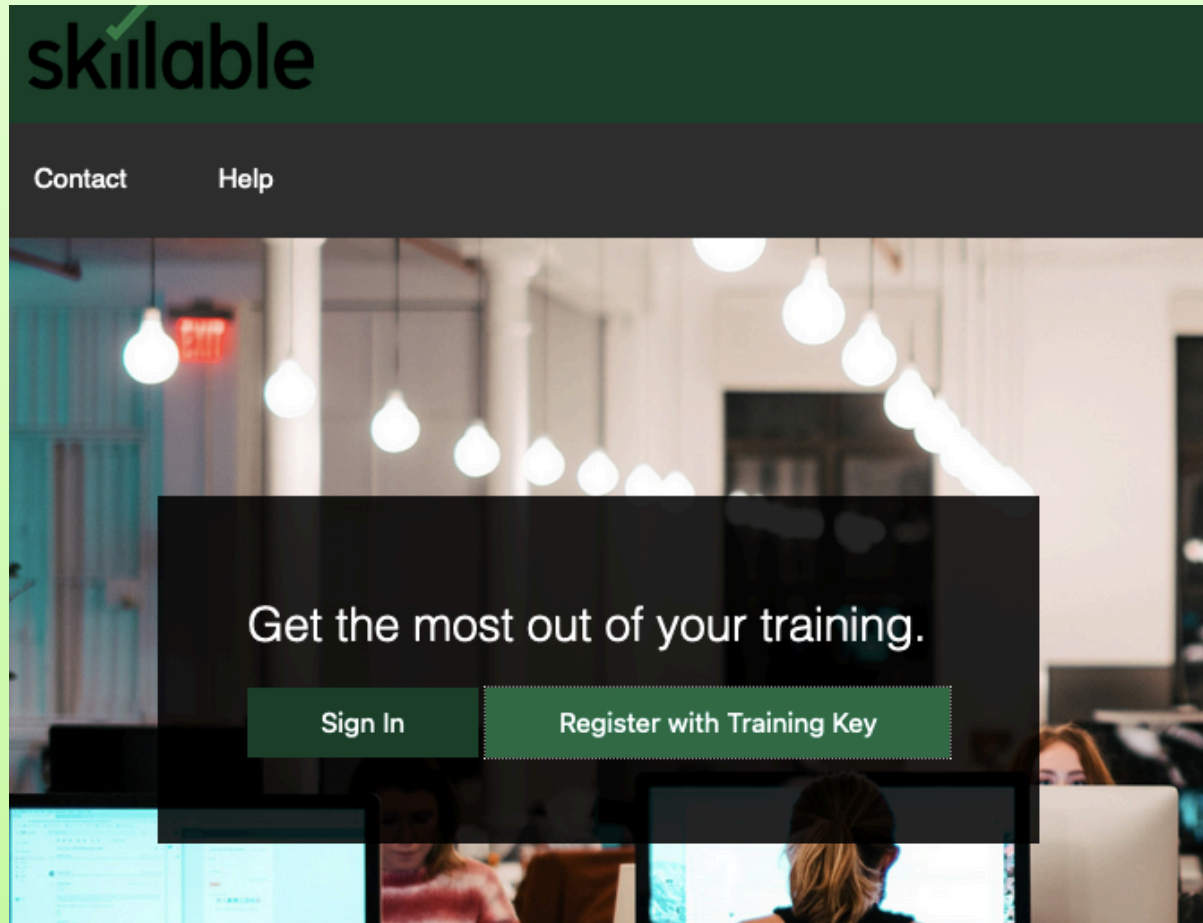 skillable
Contact Help
Get the most out of your training.
Sign In Register with Training Key